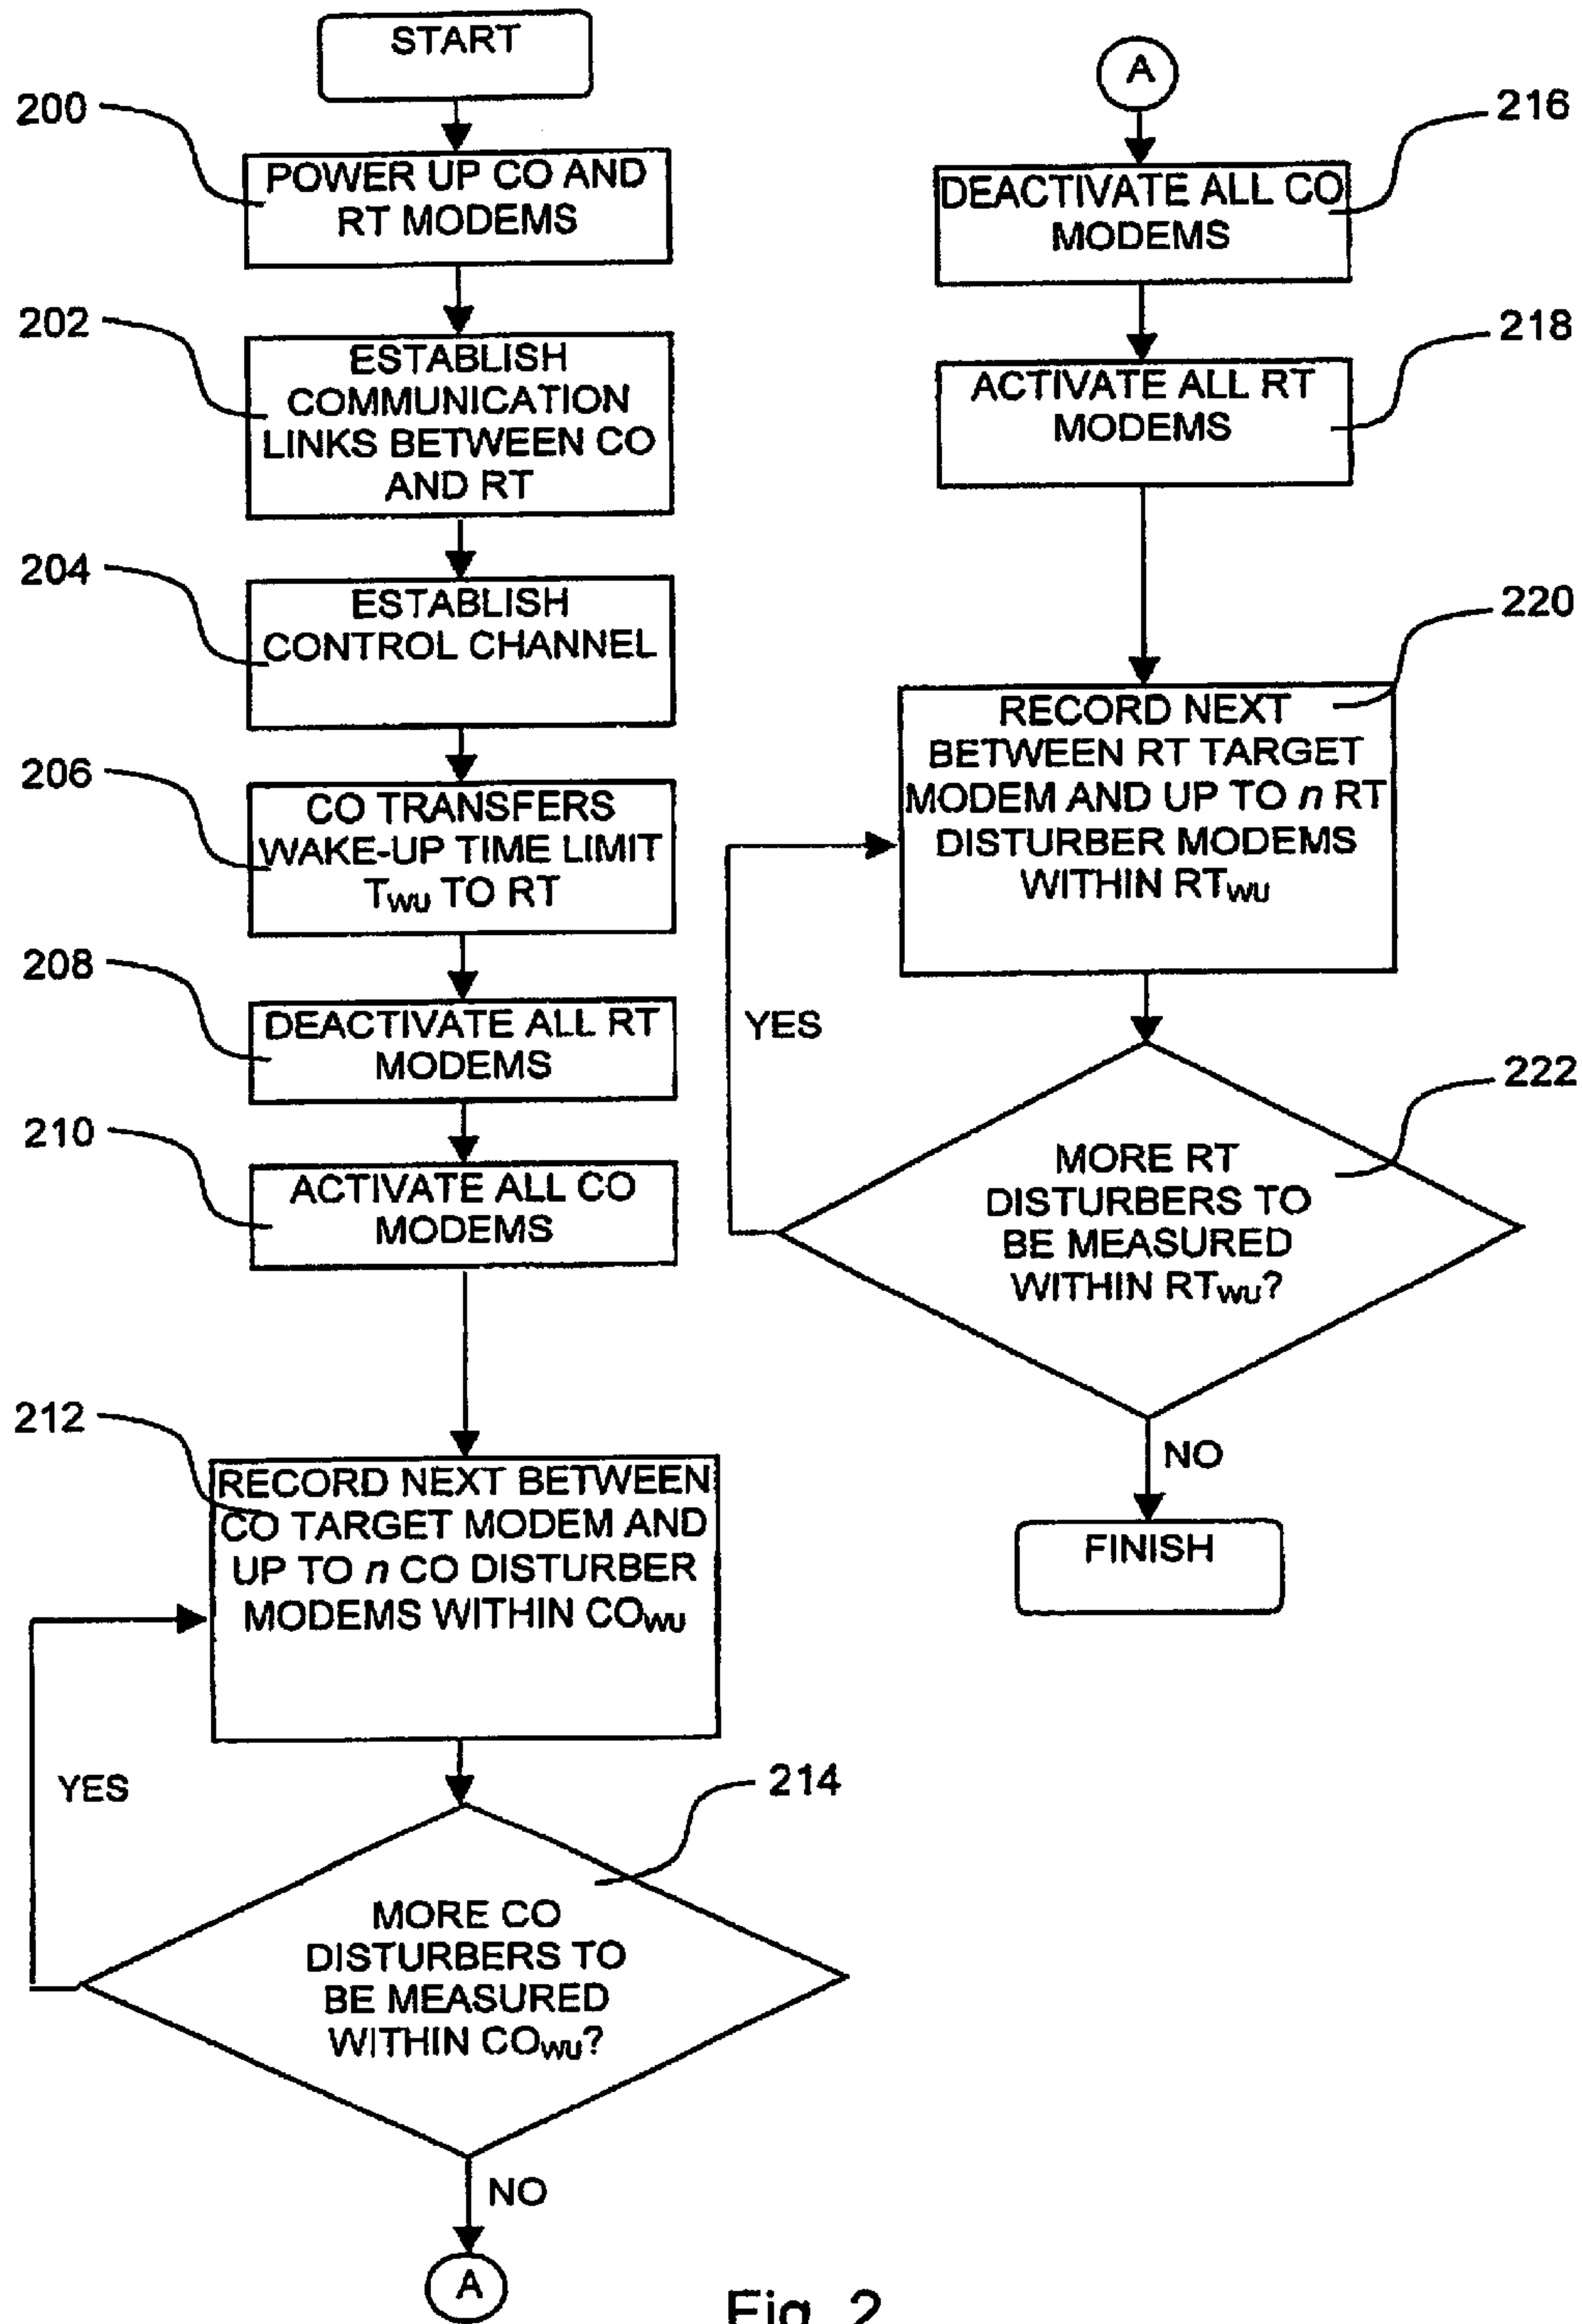 START
200
POWER UP CO AND
RT MODEMS
202
ESTABLISH
COMMUNICATION
LINKS BETWEEN CO
AND RT
204
ESTABLISH
CONTROL CHANNEL
206
CO TRANSFERS
WAKE-UP TIME LIMIT
TWU TO RT
208
DEACTIVATE ALL RT
MODEMS
210
ACTIVATE ALL CO
MODEMS
212
RECORD NEXT BETWEEN
CO TARGET MODEM AND
UP TO n CO DISTURBER
MODEMS WITHIN COWU
YES
214
MORE CO
DISTURBERS TO
BE MEASURED
WITHIN COWU?
NO
A
A
216
DEACTIVATE ALL CO
MODEMS
218
ACTIVATE ALL RT
MODEMS
220
RECORD NEXT
BETWEEN RT TARGET
MODEM AND UP TO n RT
DISTURBER MODEMS
WITHIN RTWU
YES
222
MORE RT
DISTURBERS TO
BE MEASURED
WITHIN RTWU?
NO
FINISH
Fig. 2